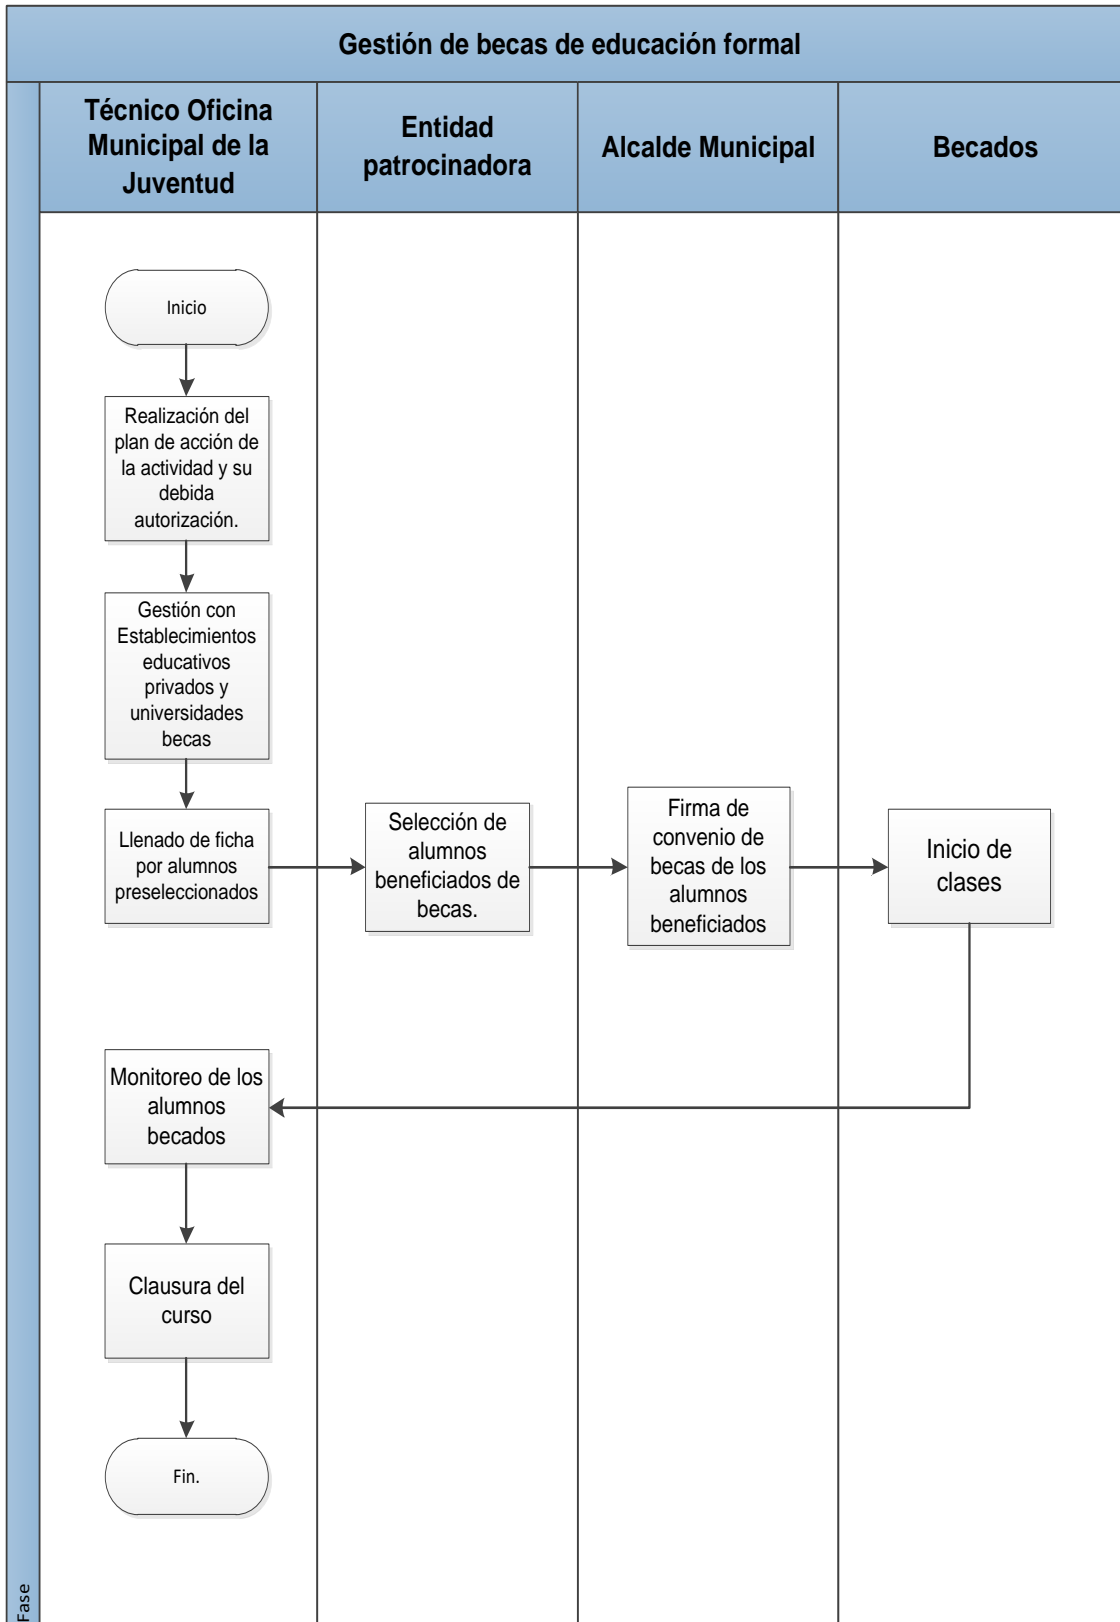 Gestión de becas de educación formal
Técnico Oficina
Municipal de la
Juventud
Entidad
patrocinadora
Alcalde Municipal
Becados
Inicio
Realización del
plan de acción de
la actividad y su
debida
autorización.
Gestión con
Establecimientos
educativos
privados y
universidades
becas
Llenado de ficha
por alumnos
preseleccionados
Selección de
alumnos
beneficiados de
becas.
Firma de
convenio de
becas de los
alumnos
beneficiados
Inicio de
clases
Monitoreo de los
alumnos
becados
Clausura del
curso
Fin.
Fase